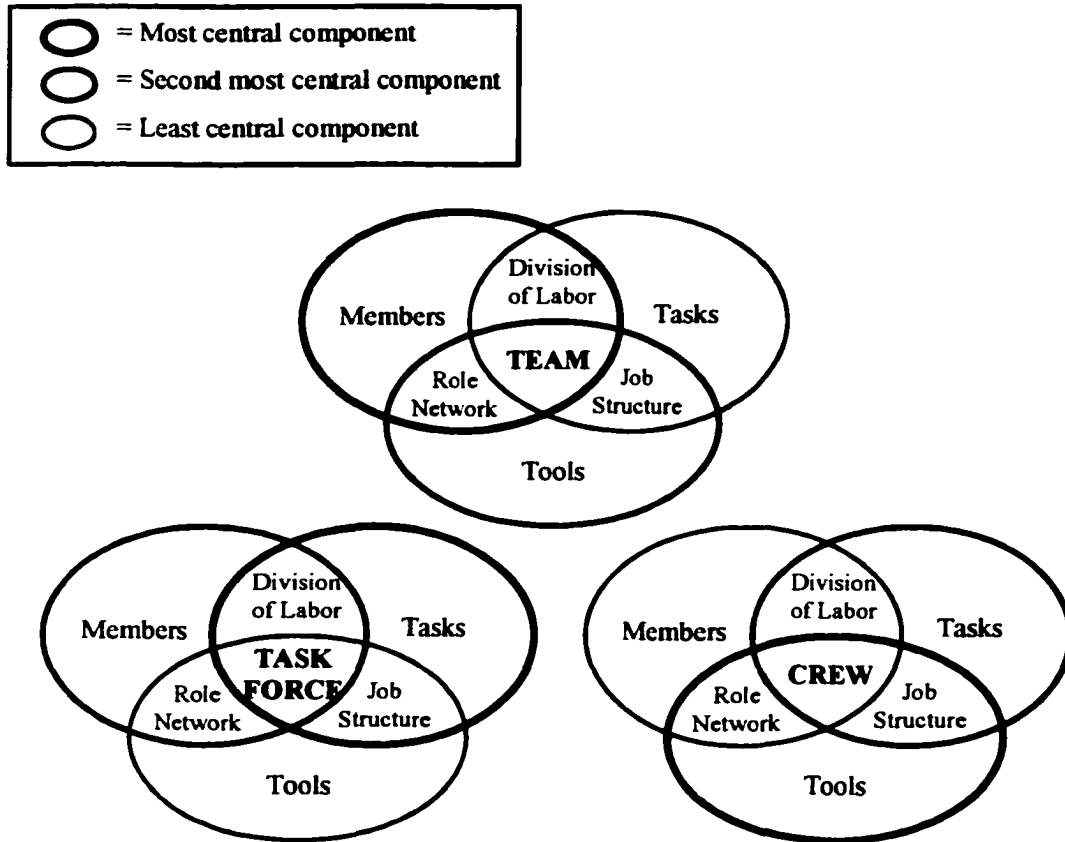 = Most central component
= Second most central component
= Least central component
Division
of Labor
Members
Tasks
TEAM
Role
Network
Job
Structure
Tools
Division
of Labor
Members
Tasks
TASK
FORCE
Role
Network
Job
Structure
Tools
Division
of Labor
Members
Tasks
CREW
Role
Network
Job
Structure
Tools